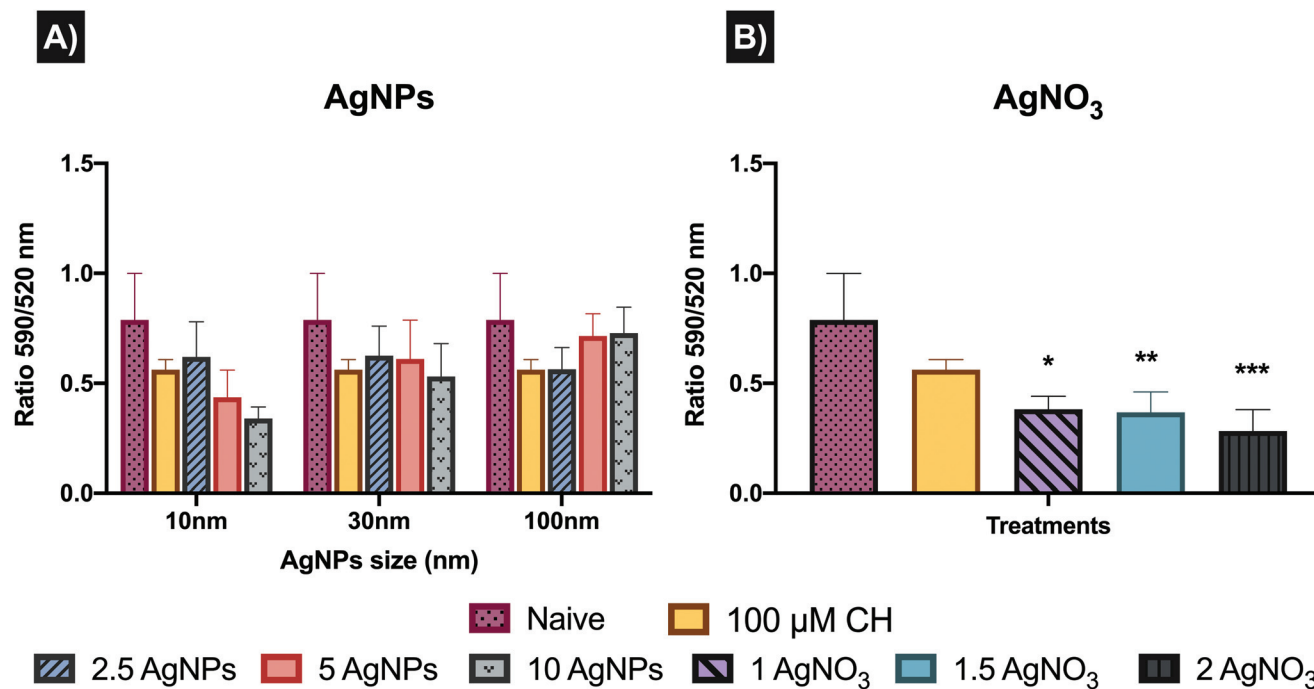 A)
AgNPs
Ratio 590/520 nm
1.5
1.0
0.5
0.0
10nm 30nm 100nm
AgNPs size (nm)
B)
AgNO₃
Ratio 590/520 nm
1.5
1.0
0.5
0.0
* ** ***
Treatments
Naive 100 µM CH
2.5 AgNPs 5 AgNPs 10 AgNPs 1 AgNO₃ 1.5 AgNO₃ 2 AgNO₃